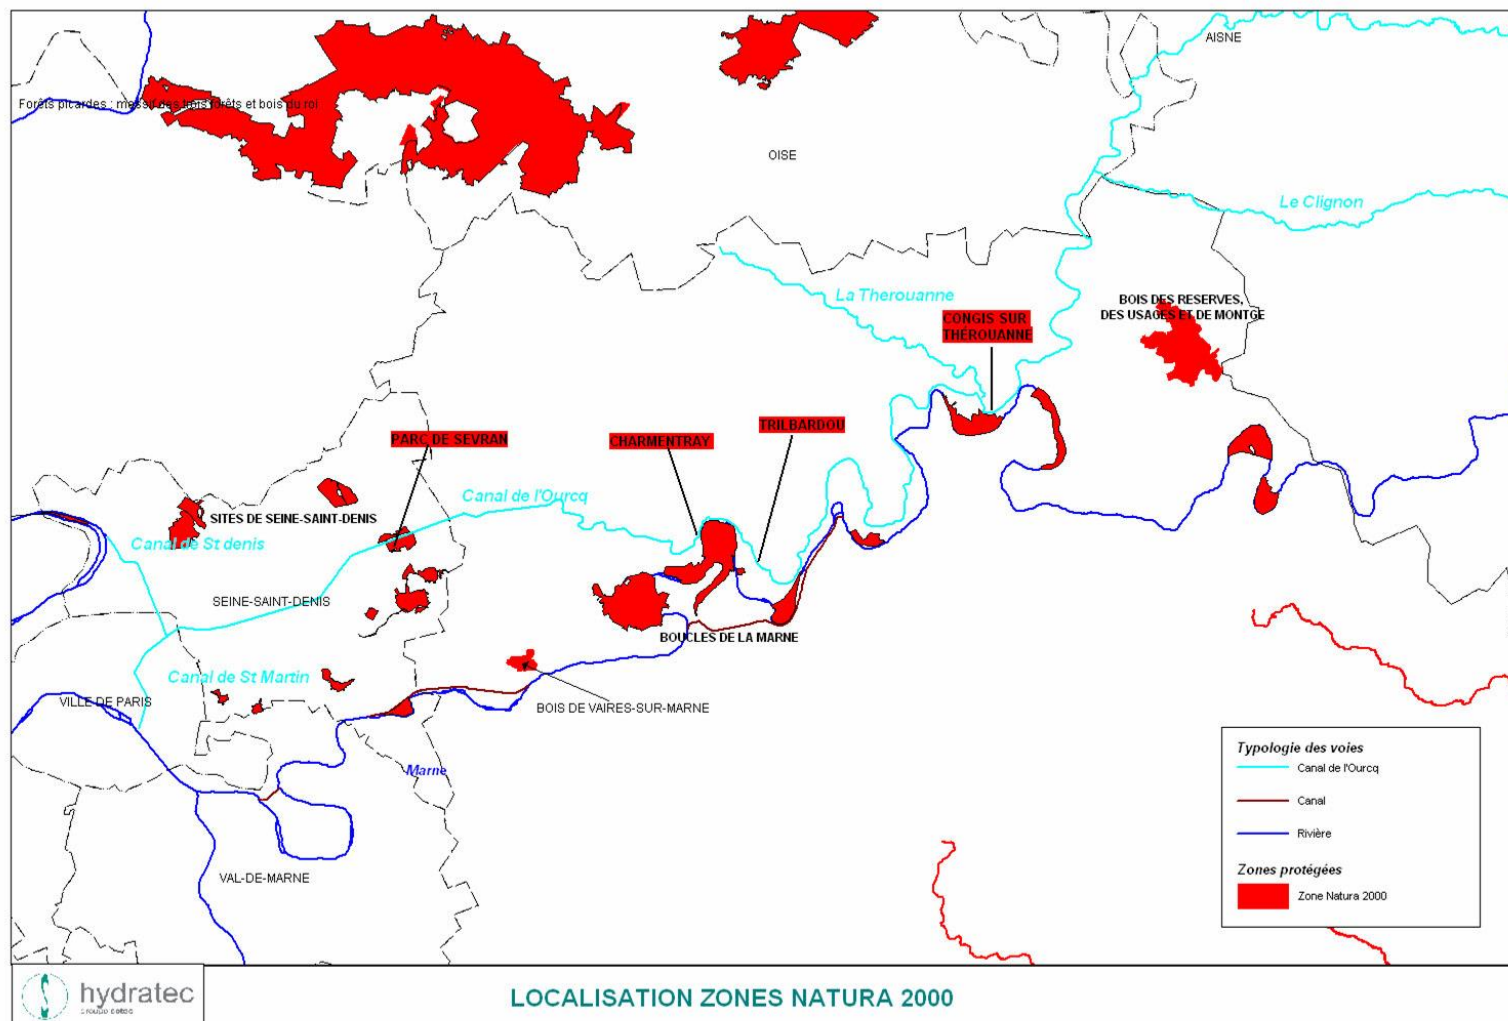 AISNE
Forêts picardes : massif des trois forêts et bois du roi
OISE
Le Clignon
La Therouanne
BOIS DES RESERVES,
DES USAGES ET DE MONTGE
CONGIS SUR
THÉROUANNE
TRILBARDOU
PARC DE SEVRAN
CHARMENTRAY
Canal de l'Ourcq
SITES DE SEINE-SAINT-DENIS
Canal de St denis
SEINE-SAINT-DENIS
BOUCLES DE LA MARNE
Canal de St Martin
VILLE DE PARIS
BOIS DE VAIRES-SUR-MARNE
Marne
VAL-DE-MARNE
Typologie des voies
Canal de l'Ourcq
Canal
Rivière
Zones protégées
Zone Natura 2000
hydratec
LOCALISATION ZONES NATURA 2000